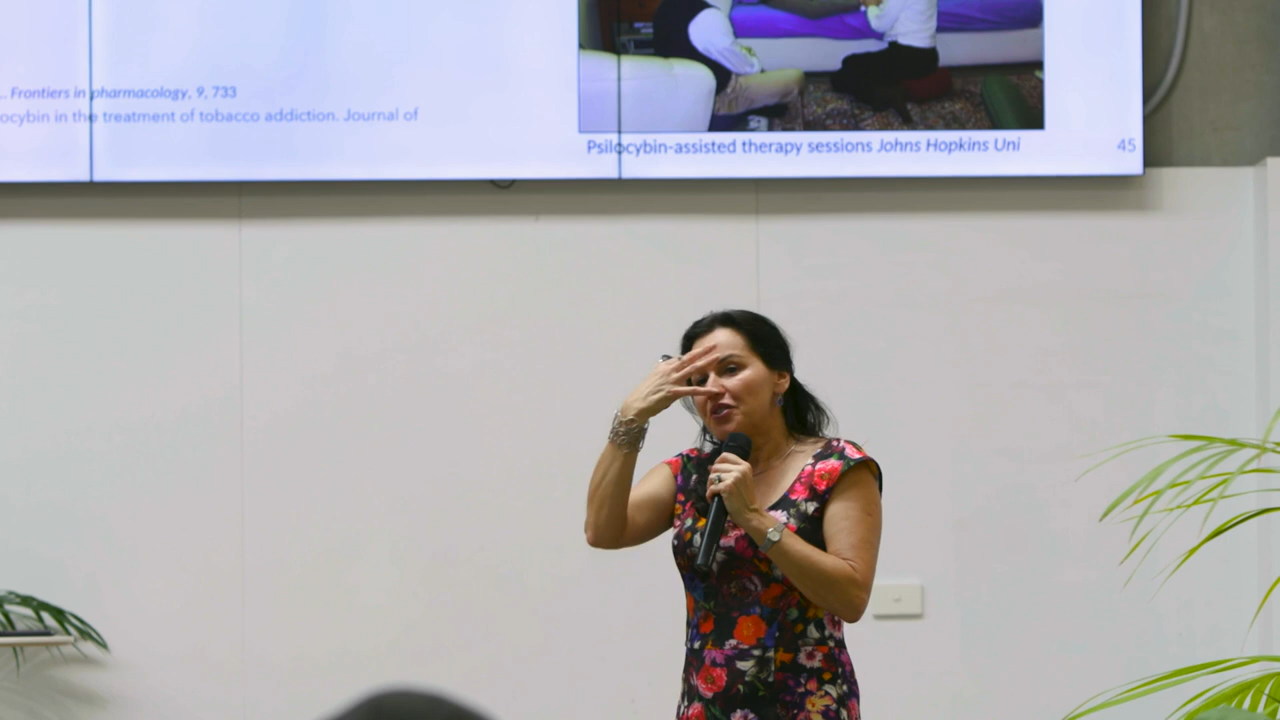 .. Frontiers in pharmacology, 9, 733
ocybin in the treatment of tobacco addiction. Journal of
Psilocybin-assisted therapy sessions Johns Hopkins Uni
45